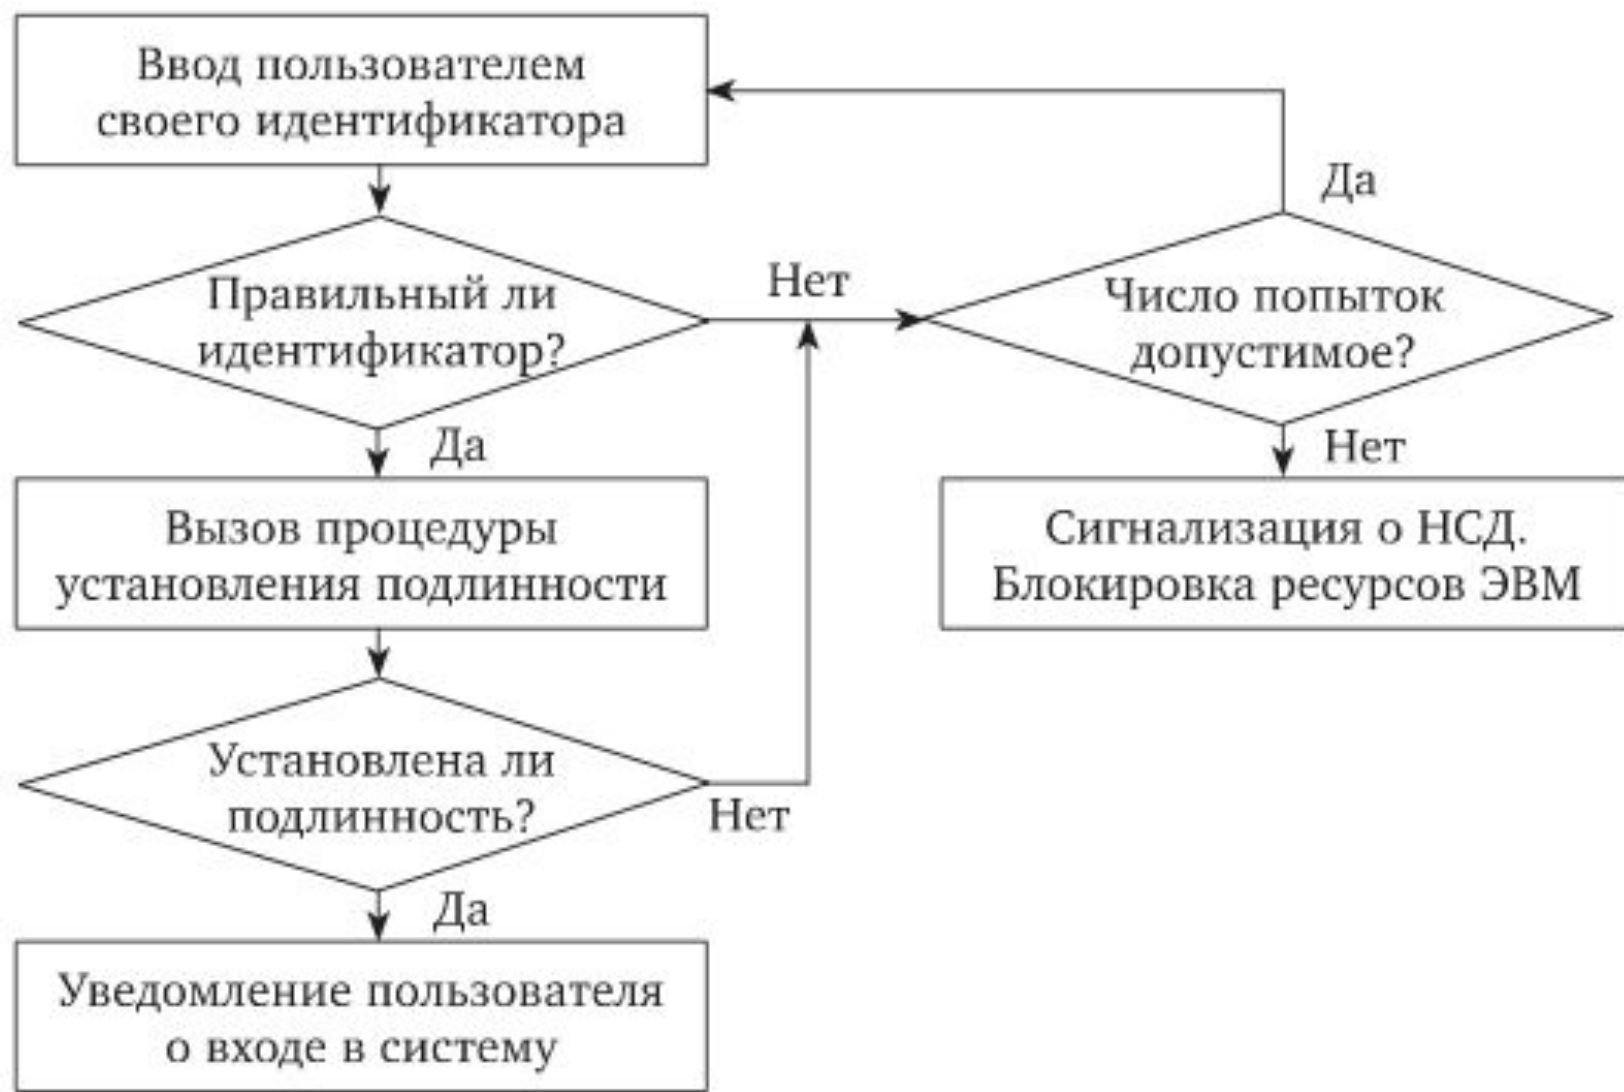 Ввод пользователем
своего идентификатора
Да
Правильный ли
идентификатор?
Нет
Число попыток
допустимое?
Да
Нет
Вызов процедуры
установления подлинности
Сигнализация о НСД.
Блокировка ресурсов ЭВМ
Установлена ли
подлинность?
Нет
Да
Уведомление пользователя
о входе в систему